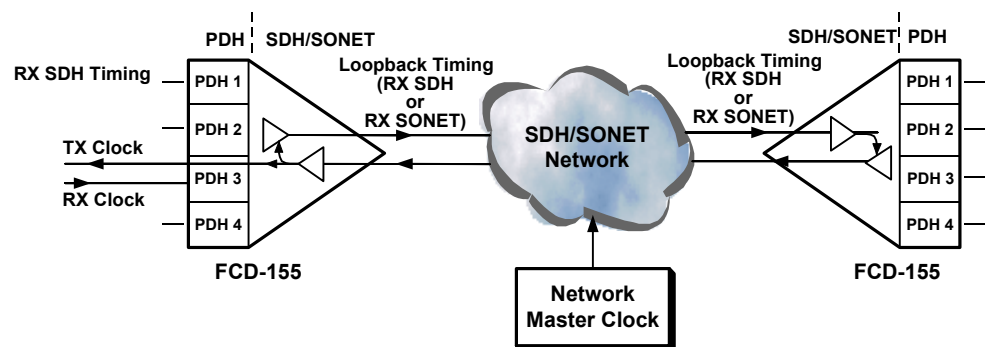 PDH SDH/SONET
RX SDH Timing
PDH 1
PDH 2
TX Clock
PDH 3
RX Clock
PDH 4
FCD-155
Loopback Timing
(RX SDH
or
RX SONET)
SDH/SONET
Network
Network
Master Clock
Loopback Timing
(RX SDH
or
RX SONET)
SDH/SONET PDH
PDH 1
PDH 2
PDH 3
PDH 4
FCD-155